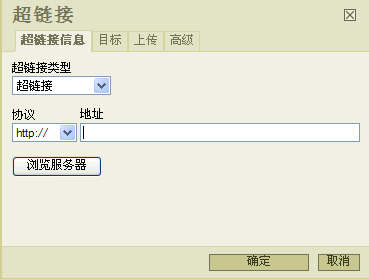 超链接
超链接信息 目标 上传 高级
超链接类型
超链接
协议 地址
http://
浏览服务器
确定 取消